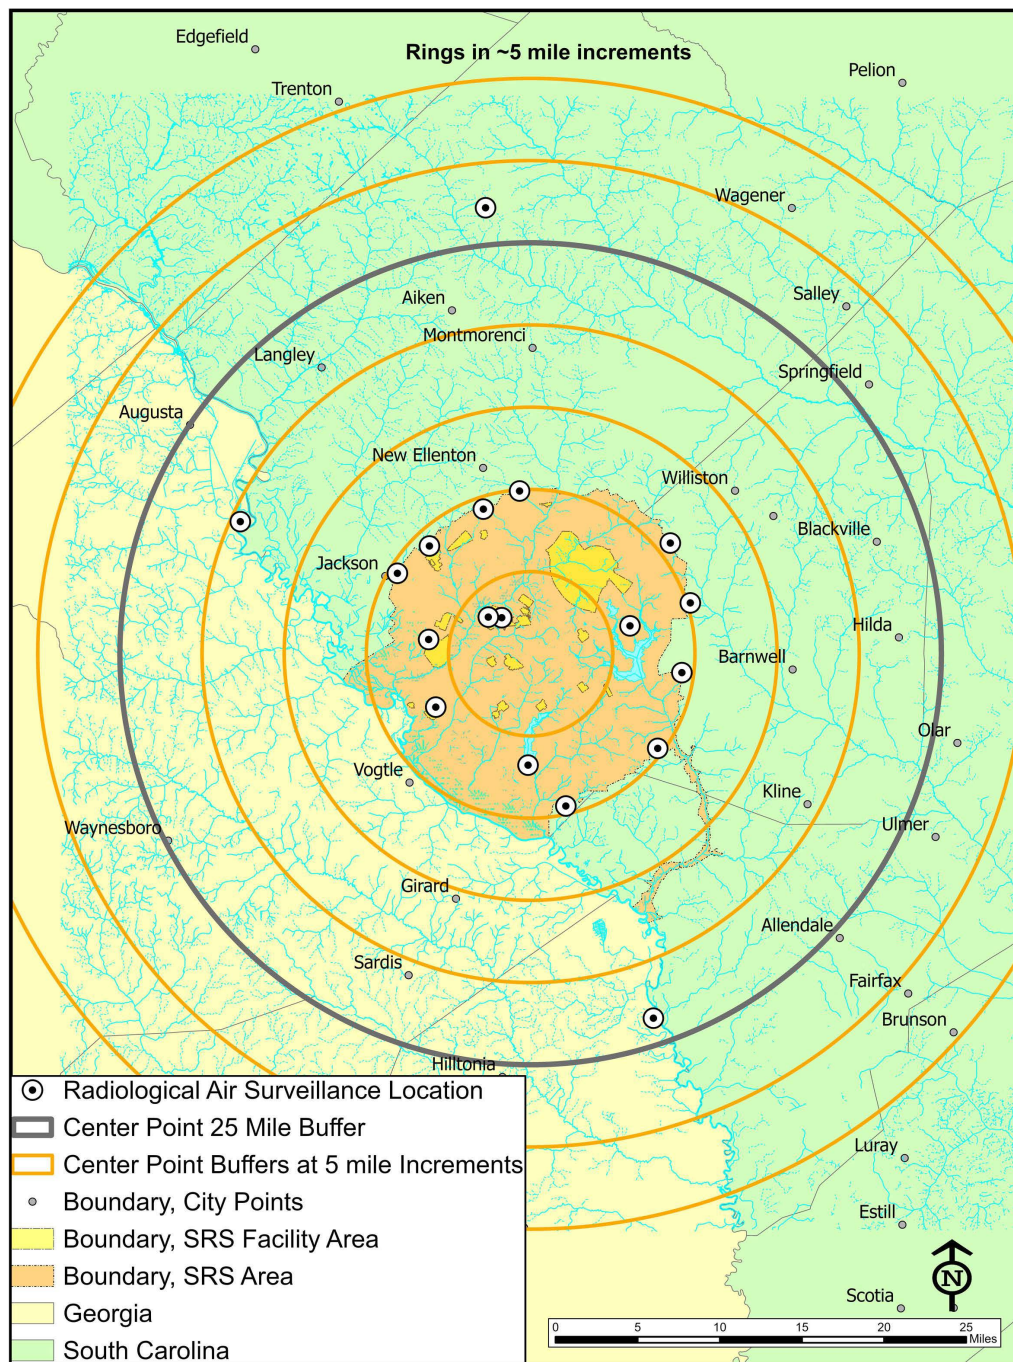 Edgefield
Rings in ~5 mile increments
Pelion
Trenton
Wagener
Aiken
Salley
Montmorenci
Langley
Springfield
Augusta
New Ellenton
Williston
Blackville
Jackson
Hilda
Barnwell
Olar
Vogtle
Kline
Waynesboro
Ulmer
Girard
Allendale
Sardis
Fairfax
Brunson
Hilltonia
Radiological Air Surveillance Location
Center Point 25 Mile Buffer
Luray
Center Point Buffers at 5 mile Increments
Boundary, City Points
Estill
Boundary, SRS Facility Area
Boundary, SRS Area
N
Scotia
Georgia
0 5 10 15 20 25
Miles
South Carolina